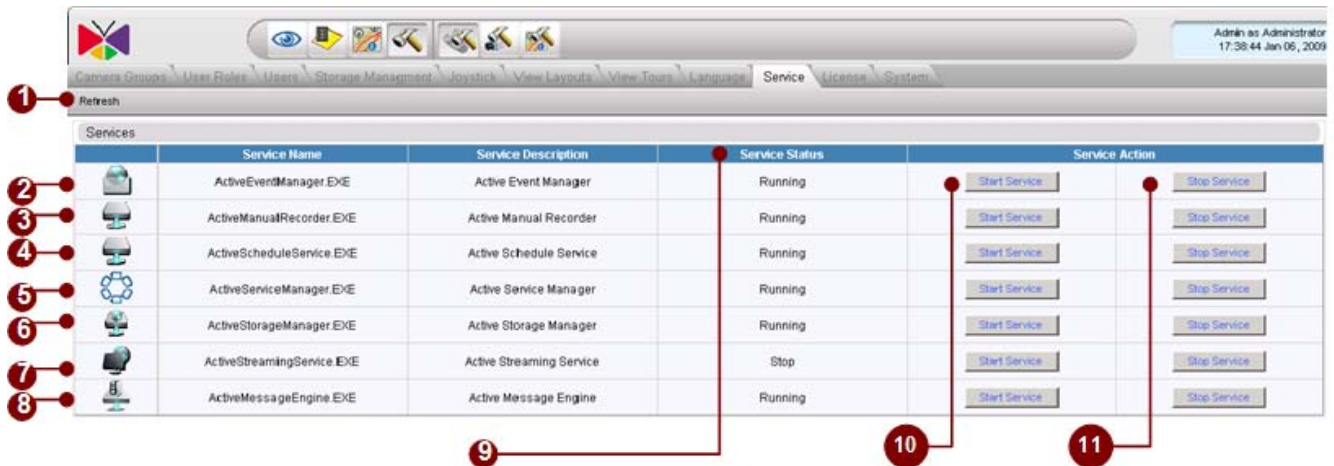 Admin as Administrator
17:38:44 Jan 06, 2009
Camera Groups User Roles Users Storage Managment Joystick View Layouts View Tours Language Service License System
1 Refresh
Services
Service Name Service Description Service Status Service Action
2 ActiveEventManager.EXE Active Event Manager Running Start Service Stop Service
3 ActiveManualRecorder.EXE Active Manual Recorder Running Start Service Stop Service
4 ActiveScheduleService.EXE Active Schedule Service Running Start Service Stop Service
5 ActiveServiceManager.EXE Active Service Manager Running Start Service Stop Service
6 ActiveStorageManager.EXE Active Storage Manager Running Start Service Stop Service
7 ActiveStreamingService.EXE Active Streaming Service Stop Start Service Stop Service
8 ActiveMessageEngine.EXE Active Message Engine Running Start Service Stop Service
9 10 11